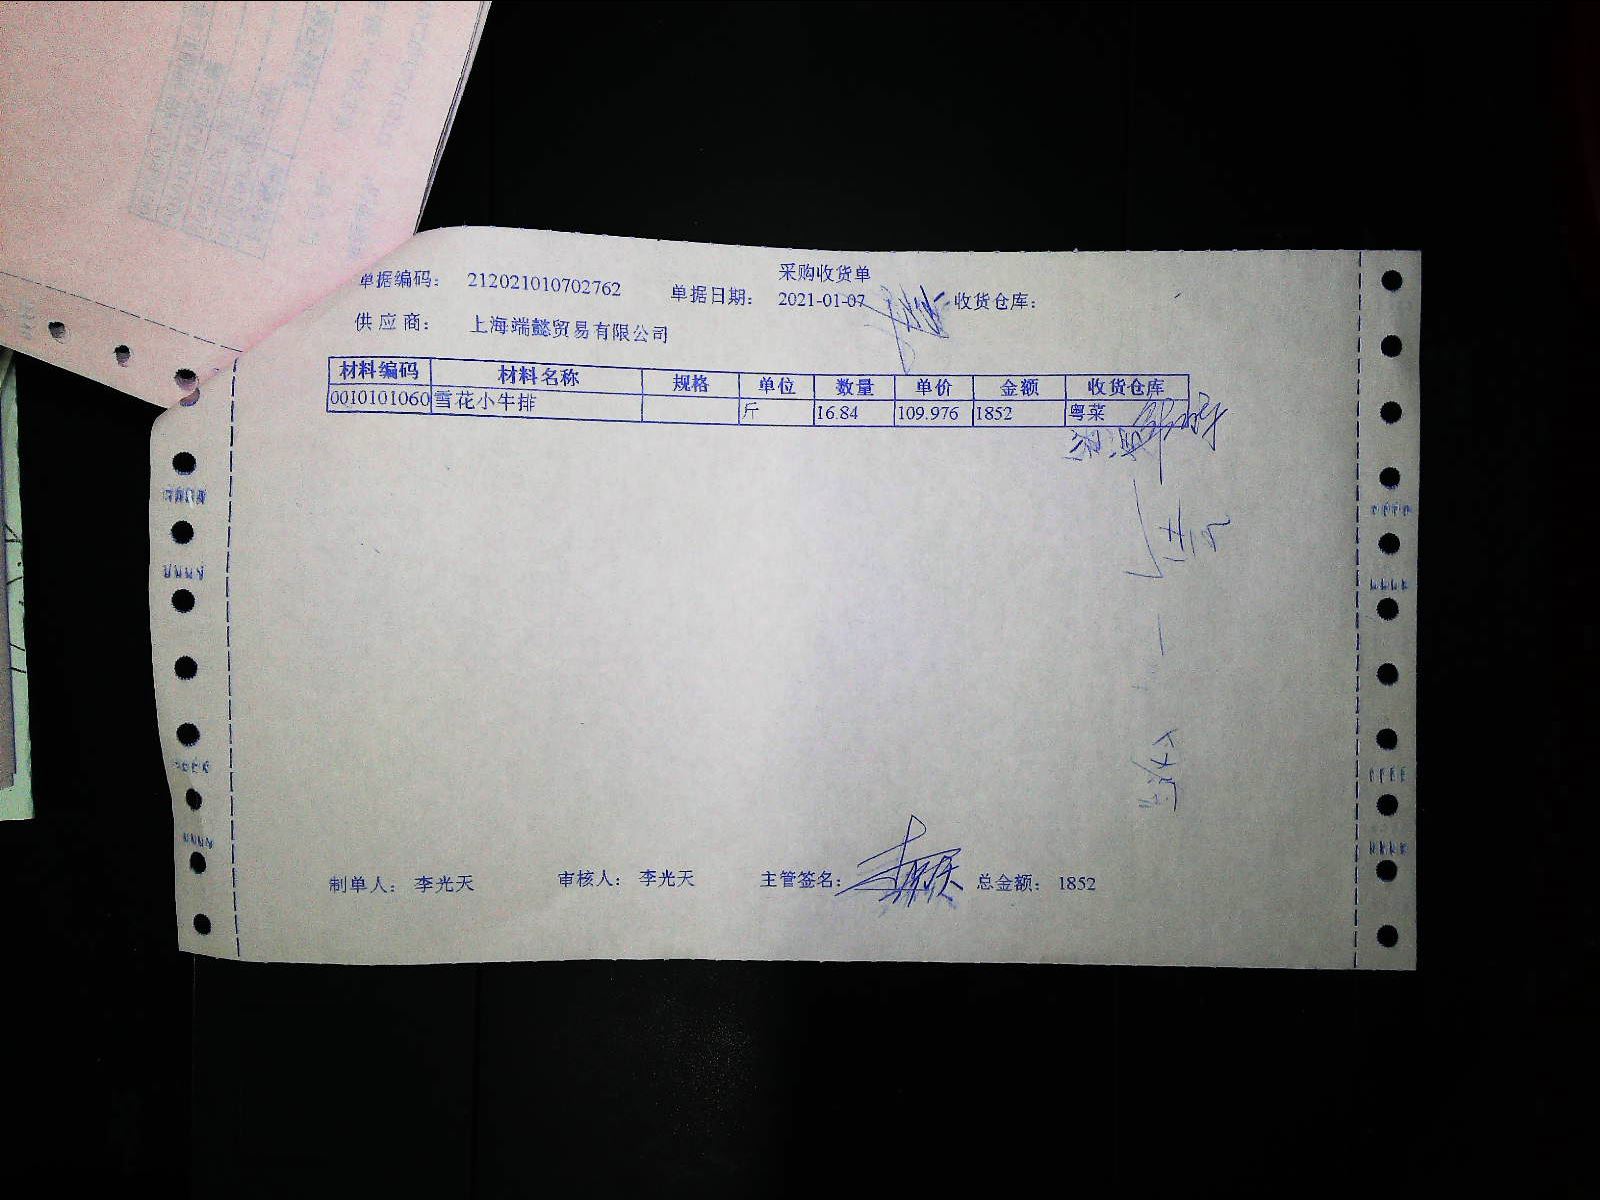 采购收货单
单据编码： 212021010702762 单据日期： 2021-01-07 收货仓库：
供应商： 上海端懿贸易有限公司
材料编码 材料名称 规格 单位 数量 单价 金额 收货仓库
0010101060 雪花小牛排 斤 16.84 109.976 1852 粤菜
制单人： 李光天 审核人： 李光天 主管签名： 总金额： 1852